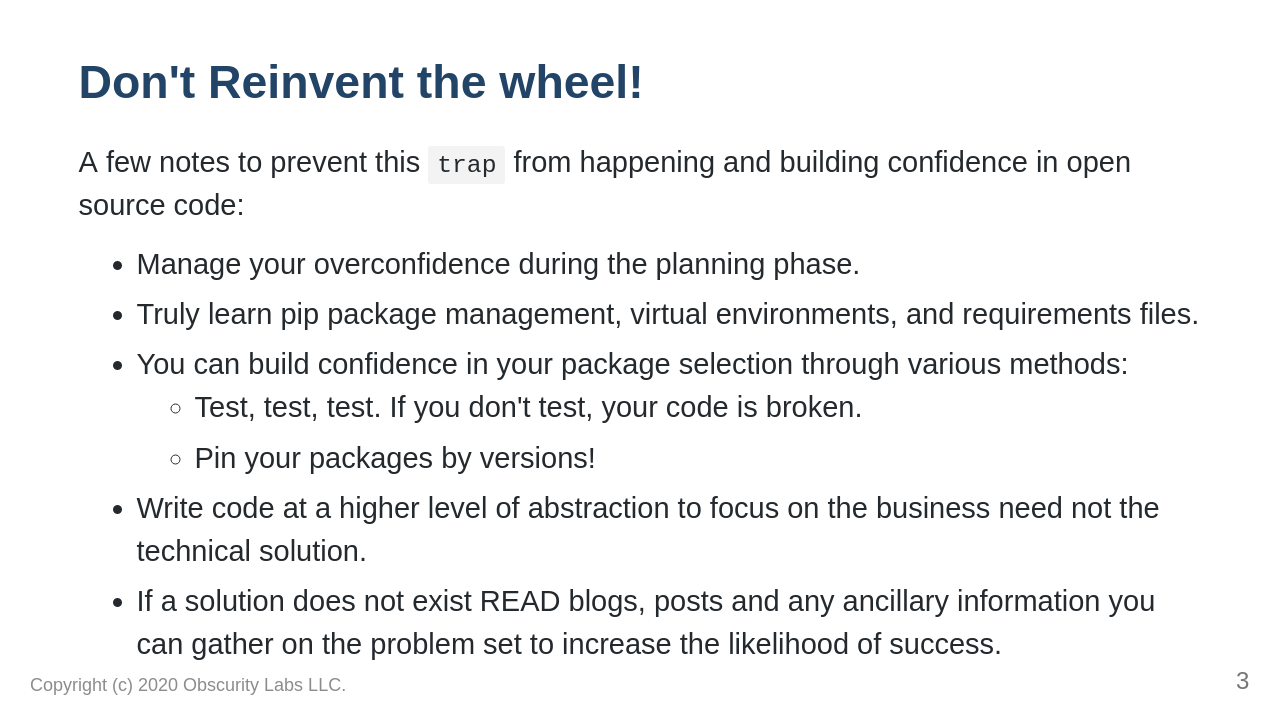 Don't Reinvent the wheel!
A few notes to prevent this trap from happening and building confidence in open
source code:
• Manage your overconfidence during the planning phase.
• Truly learn pip package management, virtual environments, and requirements files.
• You can build confidence in your package selection through various methods:
◦ Test, test, test. If you don't test, your code is broken.
◦ Pin your packages by versions!
• Write code at a higher level of abstraction to focus on the business need not the
technical solution.
• If a solution does not exist READ blogs, posts and any ancillary information you
can gather on the problem set to increase the likelihood of success.
Copyright (c) 2020 Obscurity Labs LLC.
3